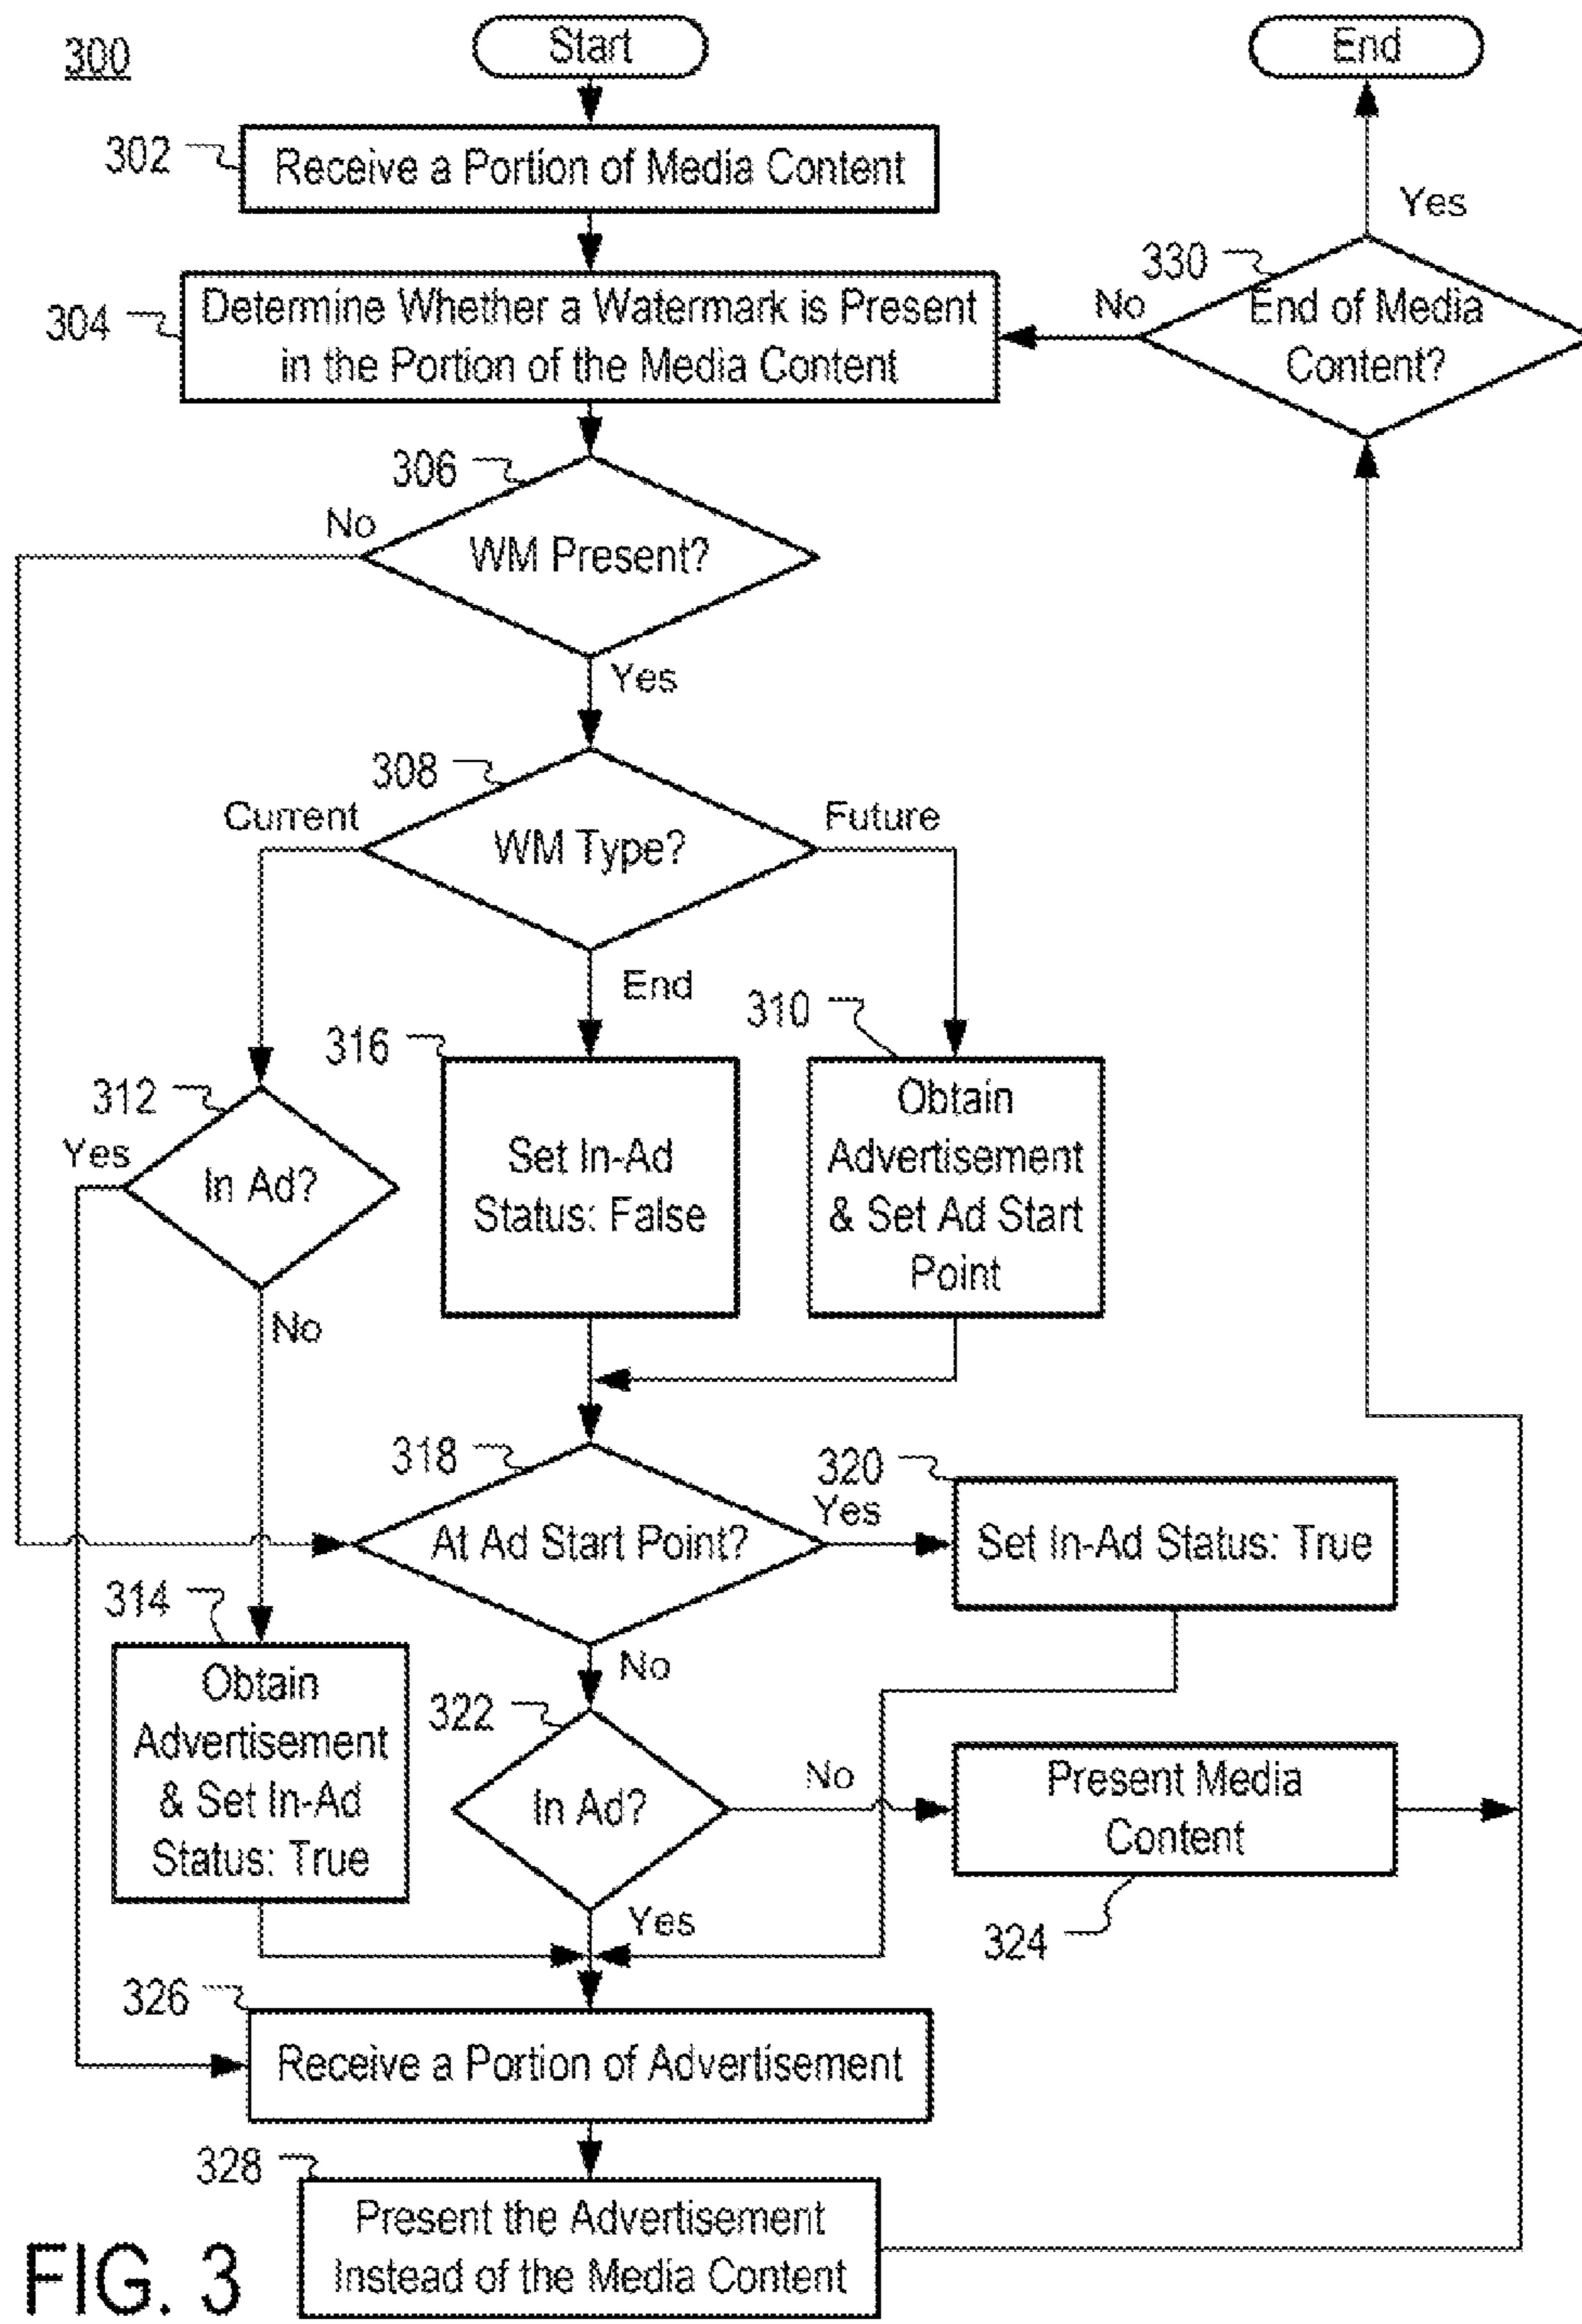 300
Start
End
302
Receive a Portion of Media Content
Yes
330
End of Media
Content?
No
304
Determine Whether a Watermark is Present
in the Portion of the Media Content
306
No
WM Present?
Yes
308
Current
Future
WM Type?
End
310
316
312
Yes
In Ad?
No
Set In-Ad
Status: False
Obtain
Advertisement
& Set Ad Start
Point
318
At Ad Start Point?
Yes
320
Set In-Ad Status: True
314
Obtain
Advertisement
& Set In-Ad
Status: True
No
322
In Ad?
No
Present Media
Content
324
Yes
326
Receive a Portion of Advertisement
328
Present the Advertisement
Instead of the Media Content
FIG. 3